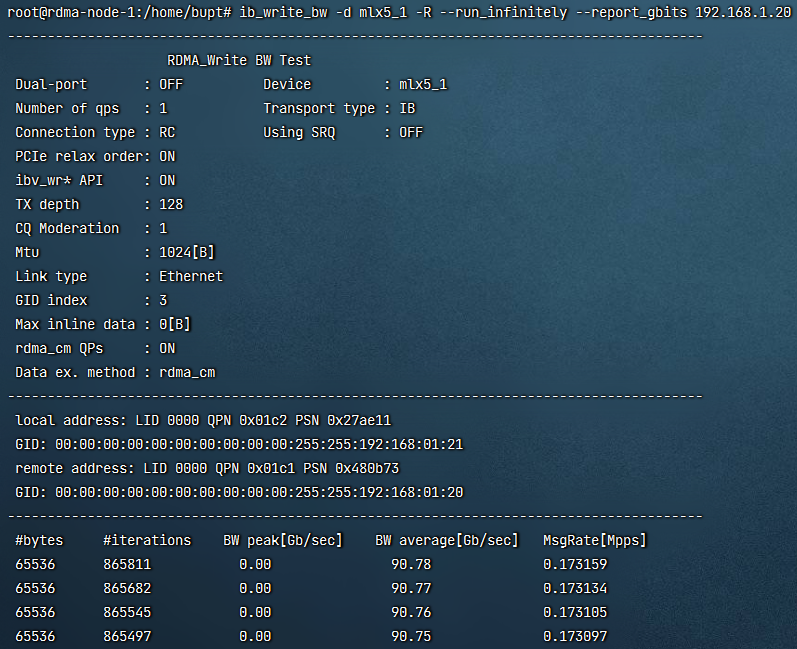 root@rdma-node-1:/home/bupt# ib_write_bw -d mlx5_1 -R --run_infinitely --report_gbits 192.168.1.20
---------------------------------------------------------------------------------------
RDMA_Write BW Test
Dual-port : OFF Device : mlx5_1
Number of qps : 1 Transport type : IB
Connection type : RC Using SRQ : OFF
PCIe relax order: ON
ibv_wr* API : ON
TX depth : 128
CQ Moderation : 1
Mtu : 1024[B]
Link type : Ethernet
GID index : 3
Max inline data : 0[B]
rdma_cm QPs : ON
Data ex. method : rdma_cm
---------------------------------------------------------------------------------------
local address: LID 0000 QPN 0x01c2 PSN 0x27ae11
GID: 00:00:00:00:00:00:00:00:00:00:255:255:192:168:01:21
remote address: LID 0000 QPN 0x01c1 PSN 0x480b73
GID: 00:00:00:00:00:00:00:00:00:00:255:255:192:168:01:20
---------------------------------------------------------------------------------------
#bytes #iterations BW peak[Gb/sec] BW average[Gb/sec] MsgRate[Mpps]
65536 865811 0.00 90.78 0.173159
65536 865682 0.00 90.77 0.173134
65536 865545 0.00 90.76 0.173105
65536 865497 0.00 90.75 0.173097